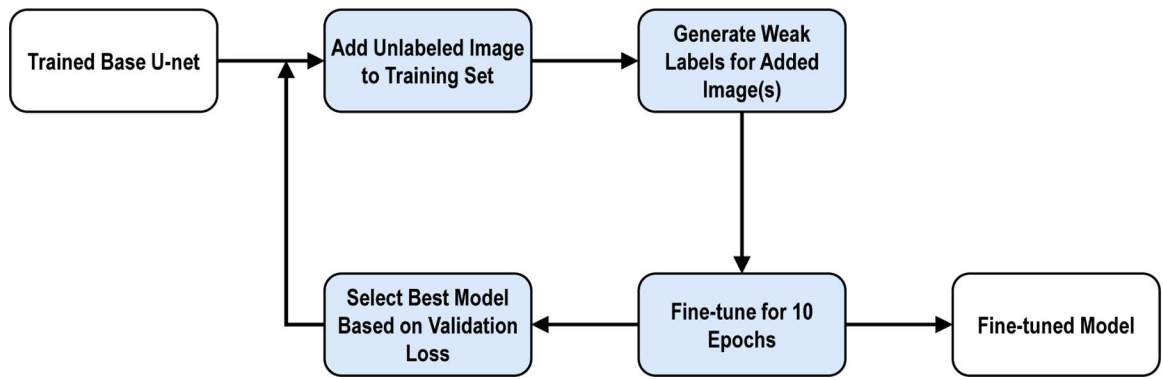 Trained Base U-net
Add Unlabeled Image
to Training Set
Generate Weak
Labels for Added
Image(s)
Select Best Model
Based on Validation
Loss
Fine-tune for 10
Epochs
Fine-tuned Model